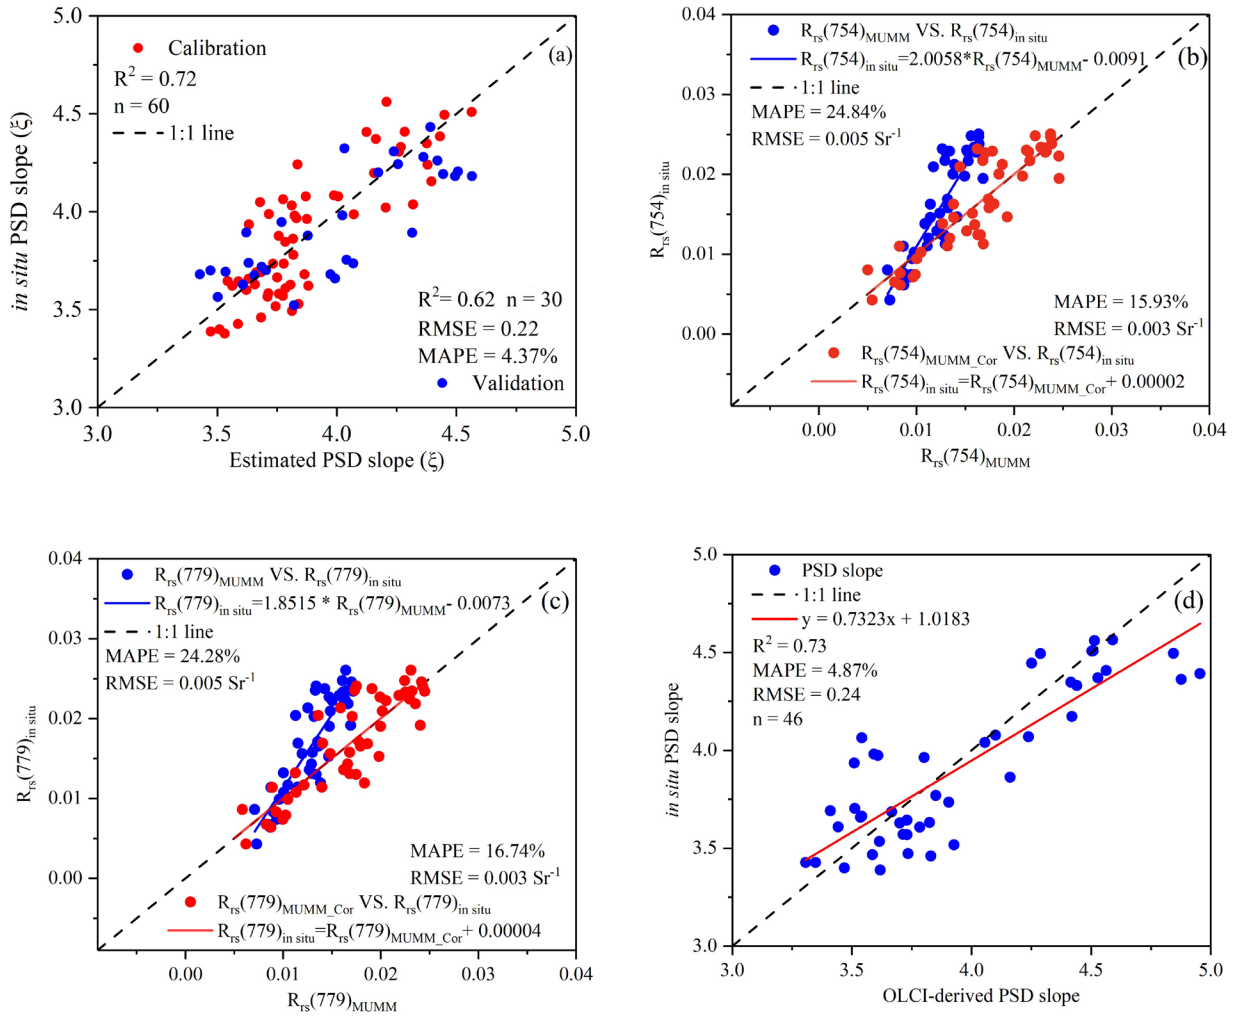 5.0
4.5
4.0
3.5
3.0
in situ PSD slope (ξ)
Calibration
R² = 0.72
n = 60
1:1 line
(a)
R²= 0.62 n = 30
RMSE = 0.22
MAPE = 4.37%
Validation
3.0 3.5 4.0 4.5 5.0
Estimated PSD slope (ξ)
0.04
0.03
0.02
0.01
0.00
Rrs(754)in situ
Rrs(754)MUMM VS. Rrs(754)in situ
Rrs(754)in situ=2.0058*Rrs(754)MUMM- 0.0091
1:1 line
(b)
MAPE = 24.84%
RMSE = 0.005 Sr⁻¹
MAPE = 15.93%
RMSE = 0.003 Sr⁻¹
Rrs(754)MUMM_Cor VS. Rrs(754)in situ
Rrs(754)in situ=Rrs(754)MUMM_Cor+ 0.00002
0.00 0.01 0.02 0.03 0.04
Rrs(754)MUMM
0.04
0.03
0.02
0.01
0.00
Rrs(779)in situ
Rrs(779)MUMM VS. Rrs(779)in situ
Rrs(779)in situ=1.8515 * Rrs(779)MUMM- 0.0073
(c)
1:1 line
MAPE = 24.28%
RMSE = 0.005 Sr⁻¹
MAPE = 16.74%
RMSE = 0.003 Sr⁻¹
Rrs(779)MUMM_Cor VS. Rrs(779)in situ
Rrs(779)in situ=Rrs(779)MUMM_Cor+ 0.00004
0.00 0.01 0.02 0.03 0.04
Rrs(779)MUMM
5.0
4.5
4.0
3.5
3.0
in situ PSD slope
PSD slope
1:1 line
(d)
y = 0.7323x + 1.0183
R² = 0.73
MAPE = 4.87%
RMSE = 0.24
n = 46
3.0 3.5 4.0 4.5 5.0
OLCI-derived PSD slope